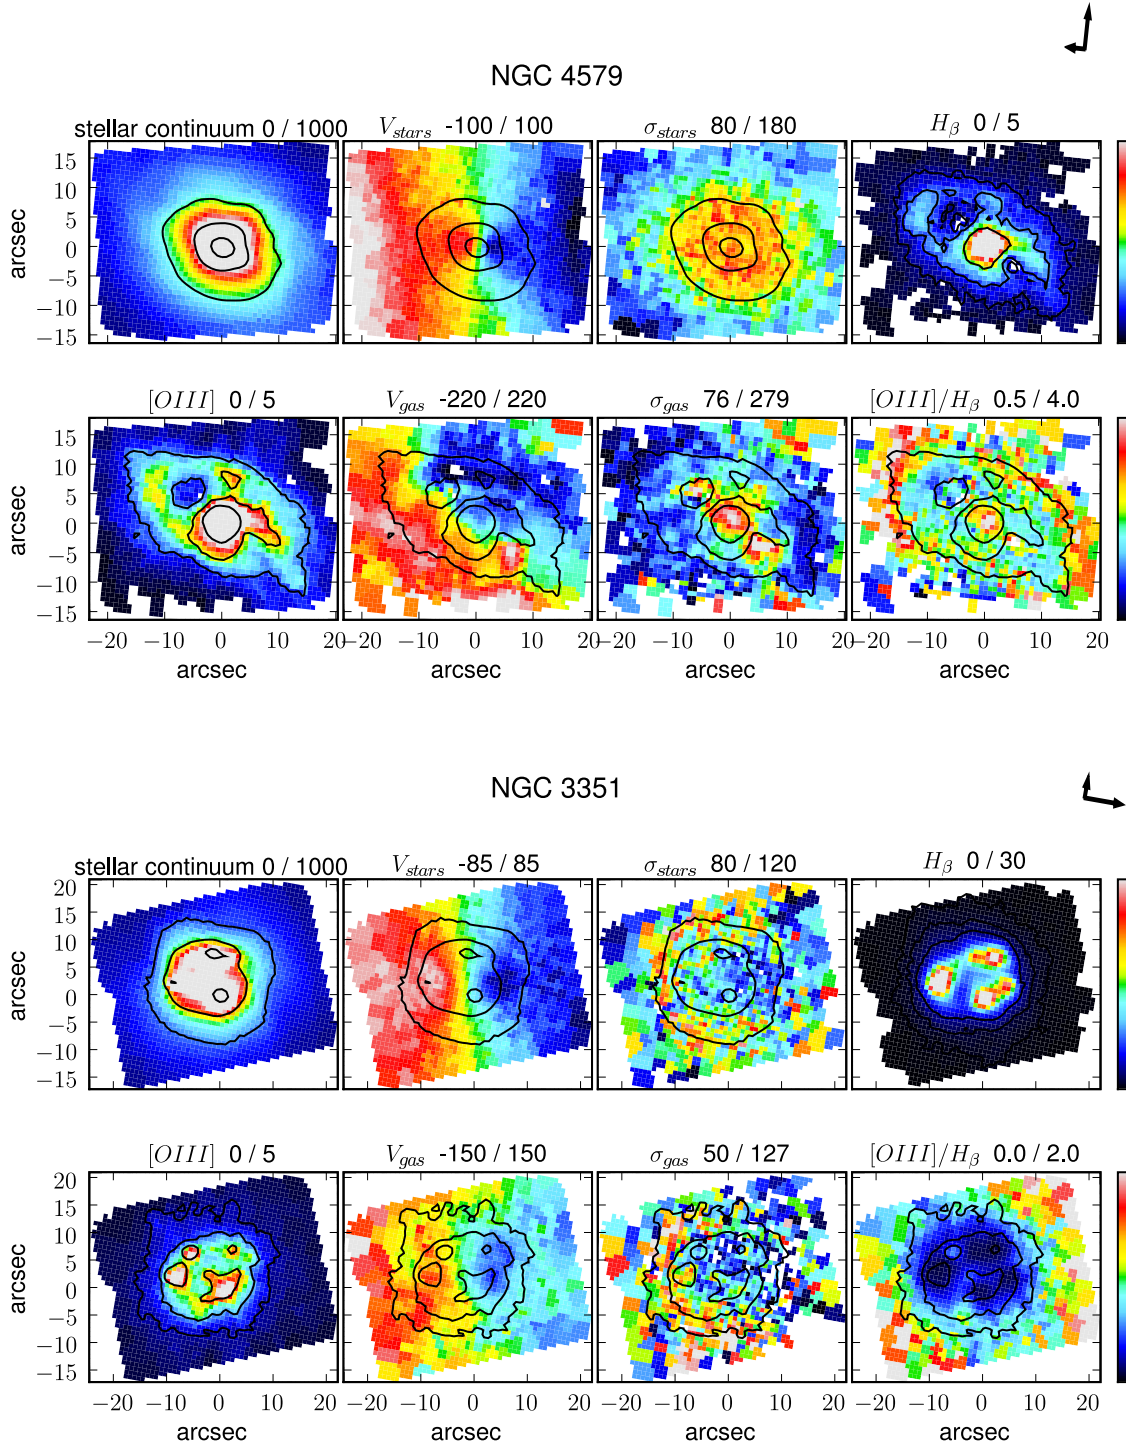 NGC 4579
stellar continuum 0 / 1000 V_stars -100 / 100 σ_stars 80 / 180 H_β 0 / 5
15
10
5
0
−5
−10
−15
arcsec
[OIII] 0 / 5 V_gas -220 / 220 σ_gas 76 / 279 [OIII]/H_β 0.5 / 4.0
15
10
5
0
−5
−10
−15
arcsec
−20 −10 0 10 20 −20 −10 0 10 20 −20 −10 0 10 20 −20 −10 0 10 20
arcsec arcsec arcsec arcsec
NGC 3351
stellar continuum 0 / 1000 V_stars -85 / 85 σ_stars 80 / 120 H_β 0 / 30
20
15
10
5
0
−5
−10
−15
arcsec
[OIII] 0 / 5 V_gas -150 / 150 σ_gas 50 / 127 [OIII]/H_β 0.0 / 2.0
20
15
10
5
0
−5
−10
−15
arcsec
−20 −10 0 10 20 −20 −10 0 10 20 −20 −10 0 10 20 −20 −10 0 10 20
arcsec arcsec arcsec arcsec